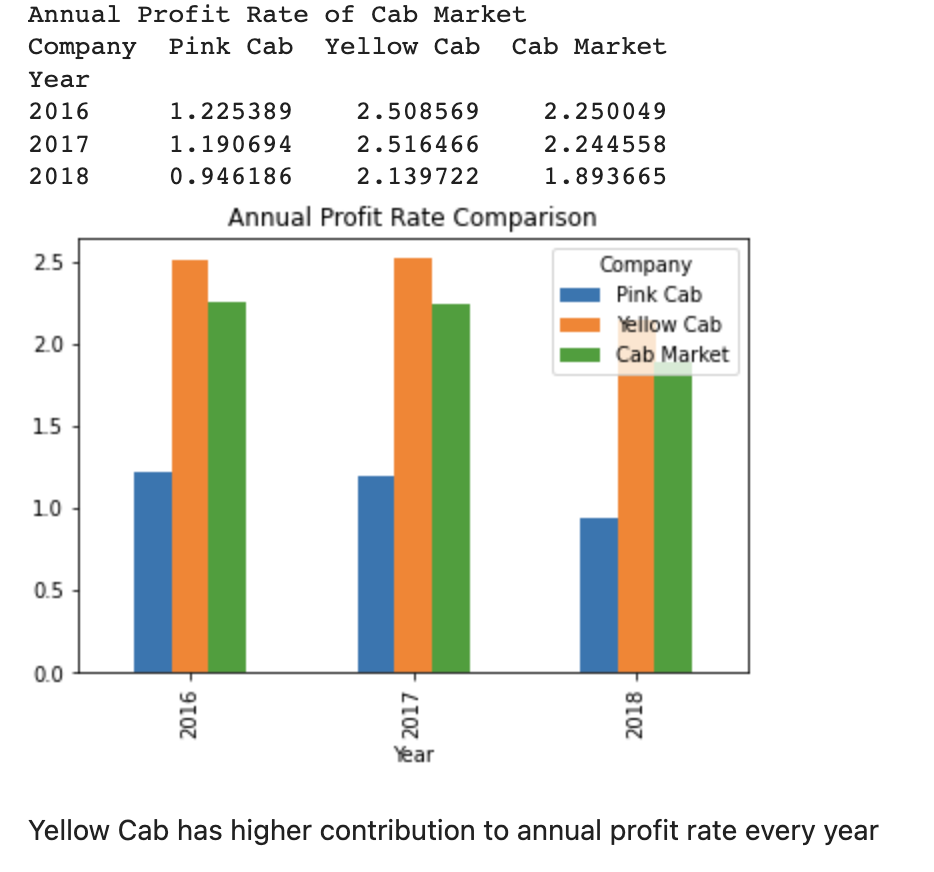 Annual Profit Rate of Cab Market
Company Pink Cab Yellow Cab Cab Market
Year
2016 1.225389 2.508569 2.250049
2017 1.190694 2.516466 2.244558
2018 0.946186 2.139722 1.893665
Annual Profit Rate Comparison
Company
Pink Cab
Yellow Cab
Cab Market
2.5
2.0
1.5
1.0
0.5
0.0
2016 2017 2018
Year
Yellow Cab has higher contribution to annual profit rate every year